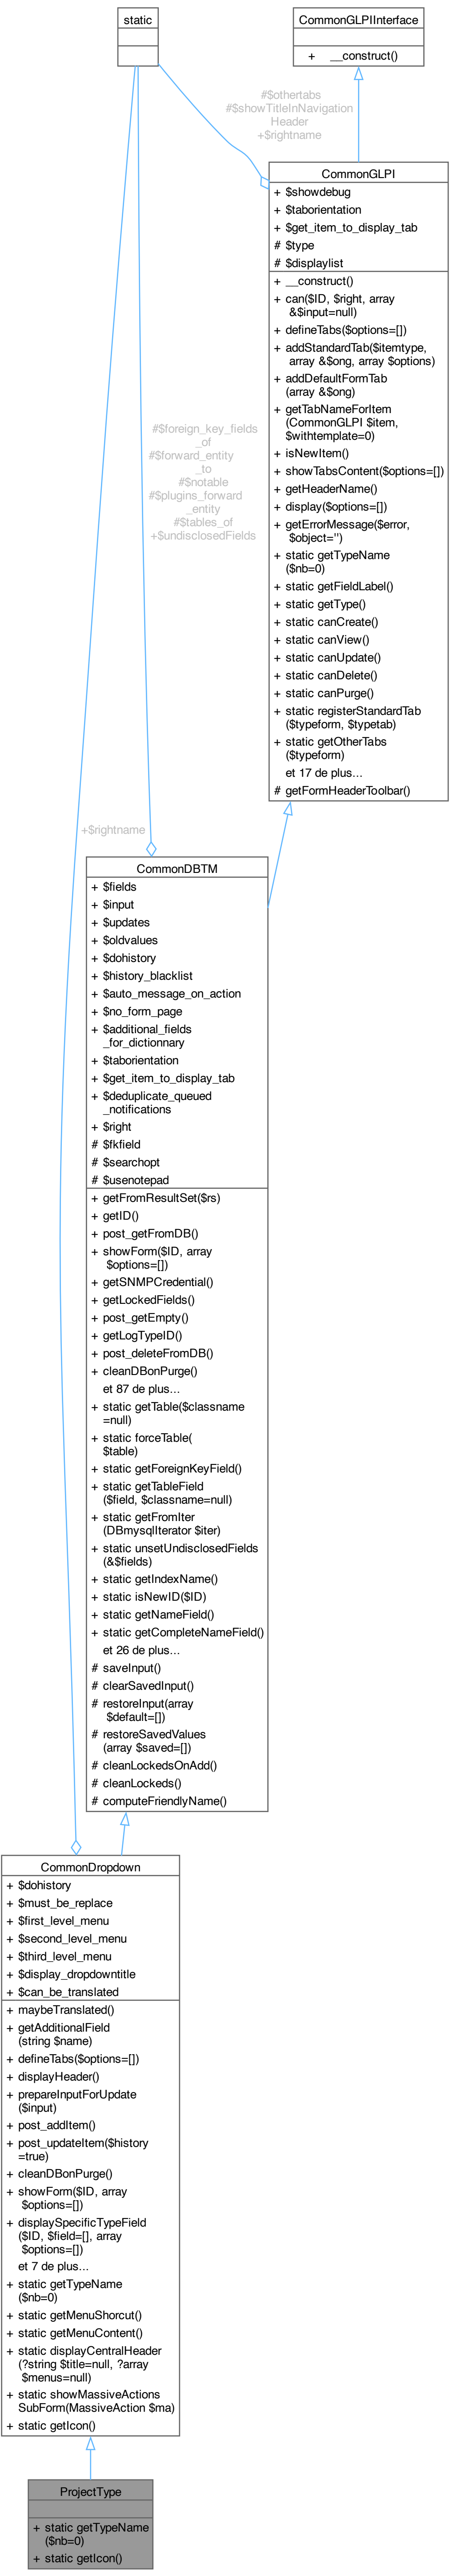 static
CommonGLPIInterface
+ __construct()
#$othertabs
#$showTitleInNavigation
Header
+$rightname
CommonGLPI
+ $showdebug
+ $taborientation
+ $get_item_to_display_tab
# $type
# $displaylist
+ __construct()
+ can($ID, $right, array
&$input=null)
+ defineTabs($options=[])
+ addStandardTab($itemtype,
array &$ong, array $options)
+ addDefaultFormTab
(array &$ong)
+ getTabNameForItem
(CommonGLPI $item,
$withtemplate=0)
+ isNewItem()
+ showTabsContent($options=[])
+ getHeaderName()
+ display($options=[])
+ getErrorMessage($error,
$object='')
+ static getTypeName
($nb=0)
+ static getFieldLabel()
+ static getType()
+ static canCreate()
+ static canView()
+ static canUpdate()
+ static canDelete()
+ static canPurge()
+ static registerStandardTab
($typeform, $typetab)
+ static getOtherTabs
($typeform)
et 17 de plus...
# getFormHeaderToolbar()
#$foreign_key_fields
_of
#$forward_entity
_to
#$notable
#$plugins_forward
_entity
#$tables_of
+$undisclosedFields
+$rightname
CommonDBTM
+ $fields
+ $input
+ $updates
+ $oldvalues
+ $dohistory
+ $history_blacklist
+ $auto_message_on_action
+ $no_form_page
+ $additional_fields
_for_dictionnary
+ $taborientation
+ $get_item_to_display_tab
+ $deduplicate_queued
_notifications
+ $right
# $fkfield
# $searchopt
# $usenotepad
+ getFromResultSet($rs)
+ getID()
+ post_getFromDB()
+ showForm($ID, array
$options=[])
+ getSNMPCredential()
+ getLockedFields()
+ post_getEmpty()
+ getLogTypeID()
+ post_deleteFromDB()
+ cleanDBonPurge()
et 87 de plus...
+ static getTable($classname
=null)
+ static forceTable(
$table)
+ static getForeignKeyField()
+ static getTableField
($field, $classname=null)
+ static getFromIter
(DBmysqlIterator $iter)
+ static unsetUndisclosedFields
(&$fields)
+ static getIndexName()
+ static isNewID($ID)
+ static getNameField()
+ static getCompleteNameField()
et 26 de plus...
# saveInput()
# clearSavedInput()
# restoreInput(array
$default=[])
# restoreSavedValues
(array $saved=[])
# cleanLockedsOnAdd()
# cleanLockeds()
# computeFriendlyName()
CommonDropdown
+ $dohistory
+ $must_be_replace
+ $first_level_menu
+ $second_level_menu
+ $third_level_menu
+ $display_dropdowntitle
+ $can_be_translated
+ maybeTranslated()
+ getAdditionalField
(string $name)
+ defineTabs($options=[])
+ displayHeader()
+ prepareInputForUpdate
($input)
+ post_addItem()
+ post_updateItem($history
=true)
+ cleanDBonPurge()
+ showForm($ID, array
$options=[])
+ displaySpecificTypeField
($ID, $field=[], array
$options=[])
et 7 de plus...
+ static getTypeName
($nb=0)
+ static getMenuShorcut()
+ static getMenuContent()
+ static displayCentralHeader
(?string $title=null, ?array
$menus=null)
+ static showMassiveActions
SubForm(MassiveAction $ma)
+ static getIcon()
ProjectType
+ static getTypeName
($nb=0)
+ static getIcon()